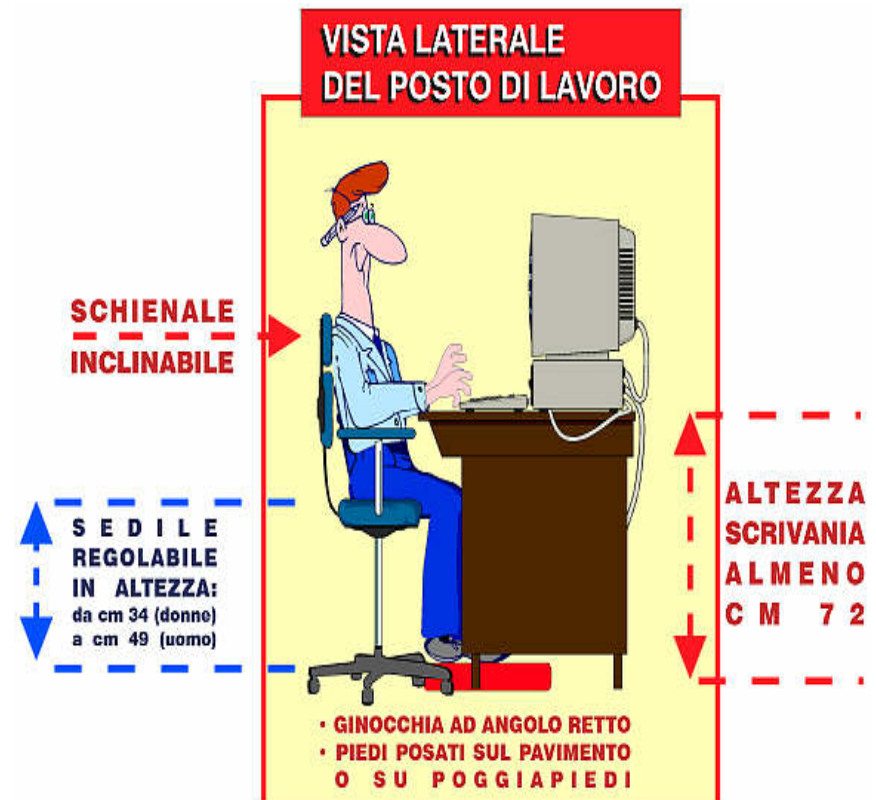 VISTA LATERALE
DEL POSTO DI LAVORO
SCHIENALE
INCLINABILE
SEDILE
REGOLABILE
IN ALTEZZA:
da cm 34 (donne)
a cm 49 (uomo)
ALTEZZA
SCRIVANIA
ALMENO
CM 72
• GINOCCHIA AD ANGOLO RETTO
• PIEDI POSATI SUL PAVIMENTO
O SU POGGIAPIEDI